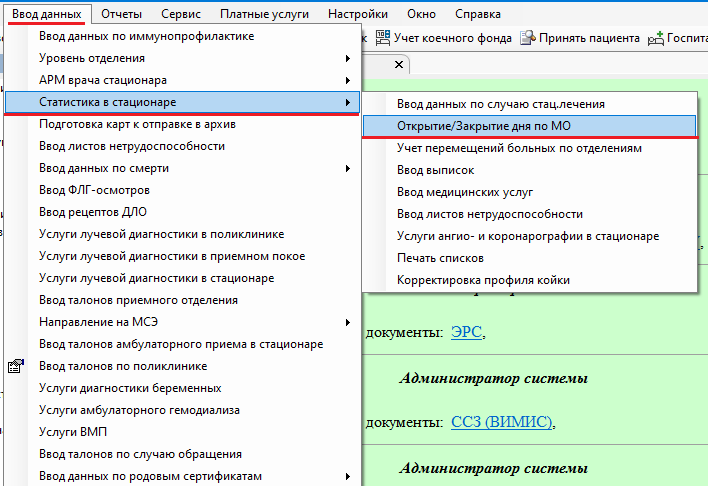 Ввод данных Отчеты Сервис Платные услуги Настройки Окно Справка
Учет коечного фонда Принять пациента Госпита
Ввод данных по иммунопрофилактике
Уровень отделения
АРМ врача стационара
Статистика в стационаре
Подготовка карт к отправке в архив
Ввод листов нетрудоспособности
Ввод данных по смерти
Ввод ФЛГ-осмотров
Ввод рецептов ДЛО
Услуги лучевой диагностики в поликлинике
Услуги лучевой диагностики в приемном покое
Услуги лучевой диагностики в стационаре
Ввод талонов приемного отделения
Направление на МСЭ
Ввод талонов амбулаторного приема в стационаре
Ввод талонов по поликлинике
Услуги диагностики беременных
Услуги амбулаторного гемодиализа
Услуги ВМП
Ввод талонов по случаю обращения
Ввод данных по родовым сертификатам
Ввод данных по случаю стац.лечения
Открытие/Закрытие дня по МО
Учет перемещений больных по отделениям
Ввод выписок
Ввод медицинских услуг
Ввод листов нетрудоспособности
Услуги ангио- и коронарографии в стационаре
Печать списков
Корректировка профиля койки
документы: ЭРС,
Администратор системы
документы: ССЗ (ВИМИС),
Администратор системы